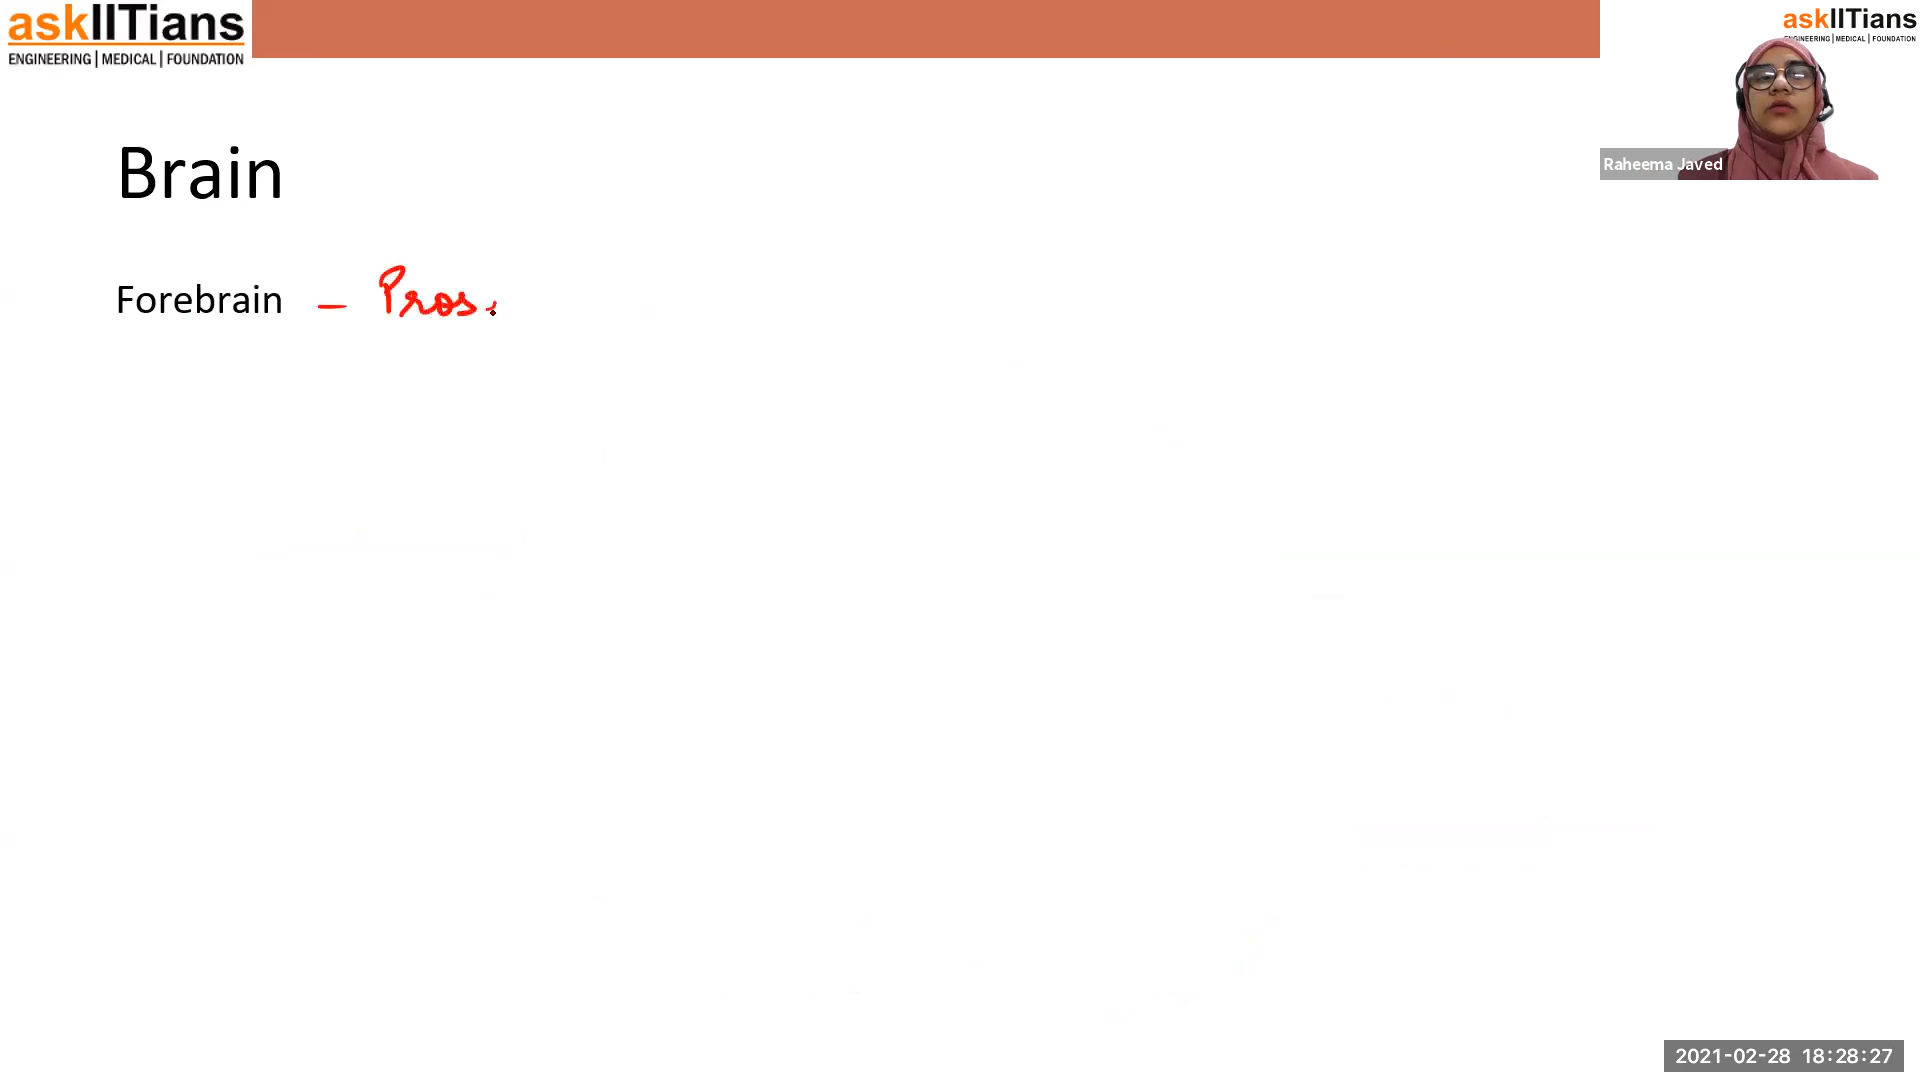 askIITians
ENGINEERING | MEDICAL | FOUNDATION
askIITians
ENGINEERING | MEDICAL | FOUNDATION
Raheema Javed
Brain
Forebrain – Pros
2021-02-28 18:28:27